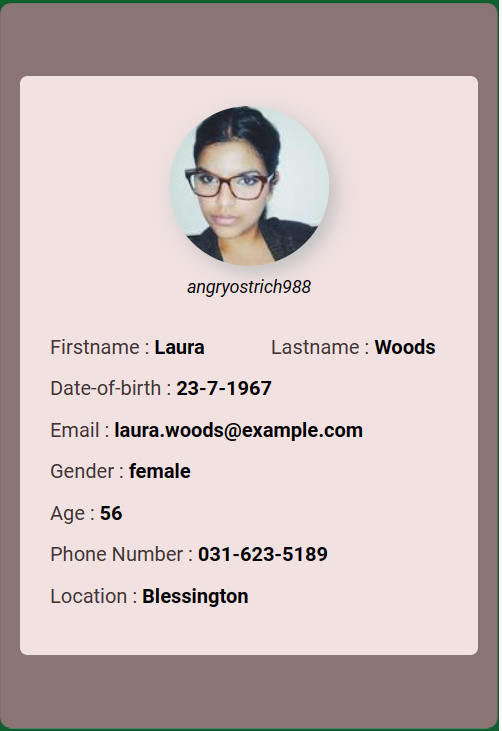 angryostrich988
Firstname : Laura Lastname : Woods
Date-of-birth : 23-7-1967
Email : laura.woods@example.com
Gender : female
Age : 56
Phone Number : 031-623-5189
Location : Blessington